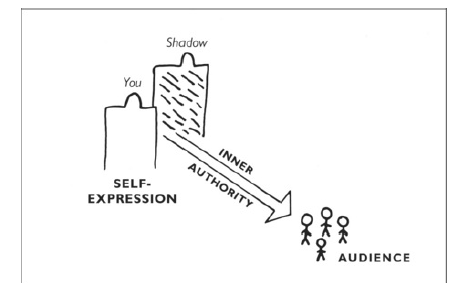 Shadow
You
INNER
AUTHORITY
SELF-
EXPRESSION
AUDIENCE